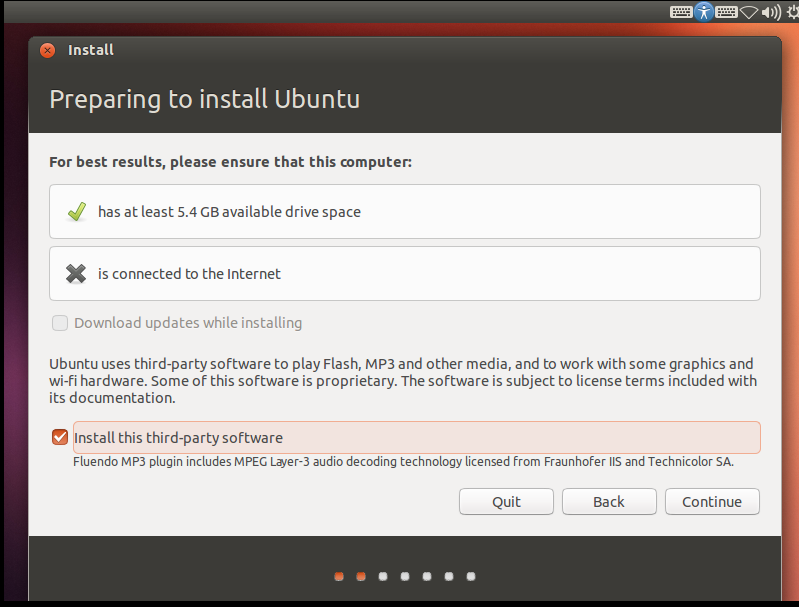 Install
Preparing to install Ubuntu
For best results, please ensure that this computer:
has at least 5.4 GB available drive space
is connected to the Internet
Download updates while installing
Ubuntu uses third-party software to play Flash, MP3 and other media, and to work with some graphics and
wi-fi hardware. Some of this software is proprietary. The software is subject to license terms included with
its documentation.
Install this third-party software
Fluendo MP3 plugin includes MPEG Layer-3 audio decoding technology licensed from Fraunhofer IIS and Technicolor SA.
Quit
Back
Continue